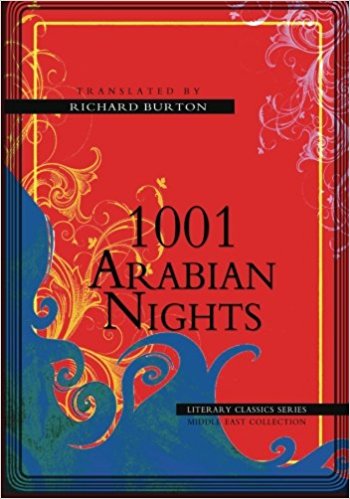 TRANSLATED BY
RICHARD BURTON
1001
ARABIAN
NIGHTS
LITERARY CLASSICS SERIES
MIDDLE EAST COLLECTION